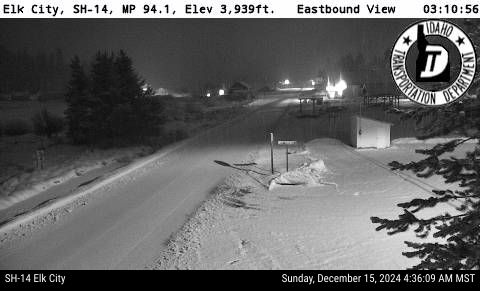 Elk City, SH-14, MP 94.1, Elev 3,939ft. Eastbound View 03:10:56
IDAHO
TRANSPORTATION DEPARTMENT
SH-14 Elk City Sunday, December 15, 2024 4:36:09 AM MST